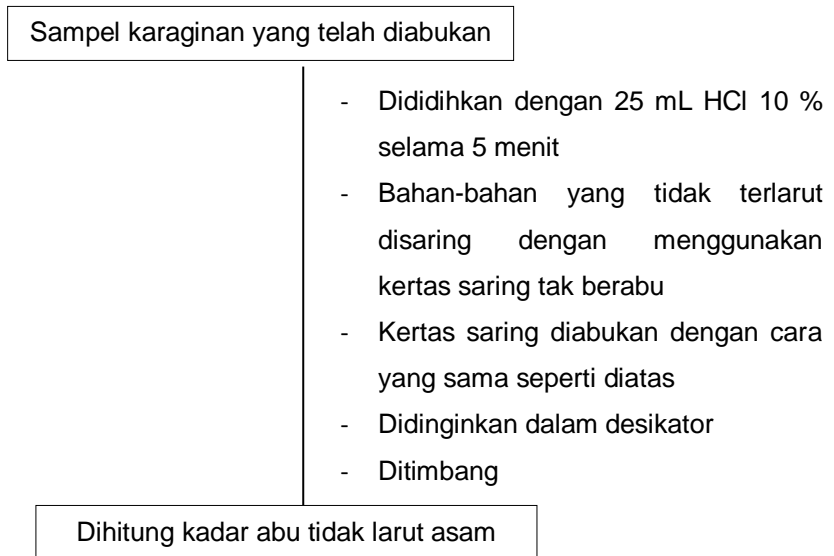 Sampel karaginan yang telah diabukan
- Dididihkan dengan 25 mL HCl 10 %
selama 5 menit
- Bahan-bahan yang tidak terlarut
disaring dengan menggunakan
kertas saring tak berabu
- Kertas saring diabukan dengan cara
yang sama seperti diatas
- Didinginkan dalam desikator
- Ditimbang
Dihitung kadar abu tidak larut asam